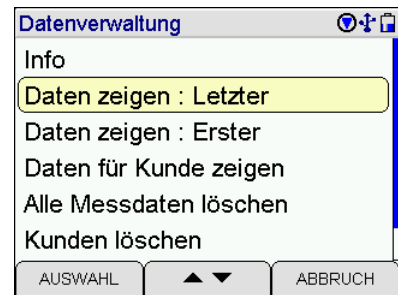 Datenverwaltung
Info
Daten zeigen : Letzter
Daten zeigen : Erster
Daten für Kunde zeigen
Alle Messdaten löschen
Kunden löschen
AUSWAHL ▲ ▼ ABBRUCH